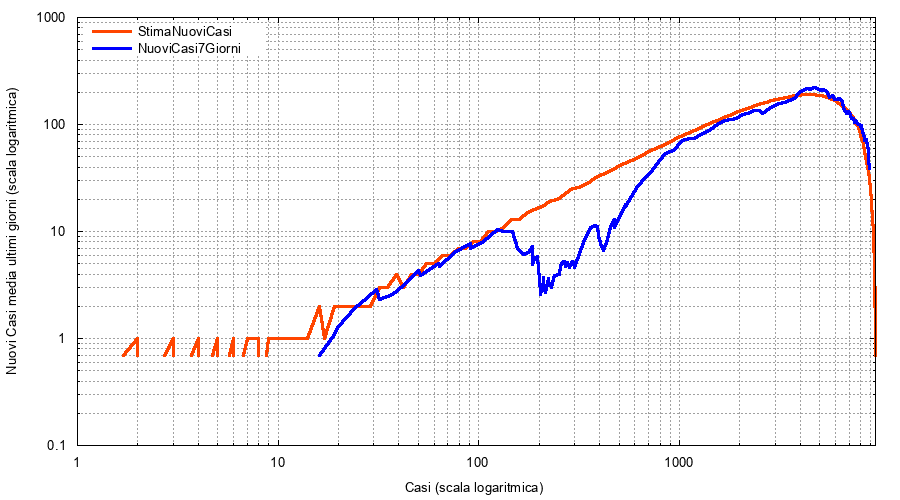 1000
StimaNuoviCasi
NuoviCasi7Giorni
100
10
1
0.1
Nuovi Casi media ultimi giorni (scala logaritmica)
1 10 100 1000
Casi (scala logaritmica)